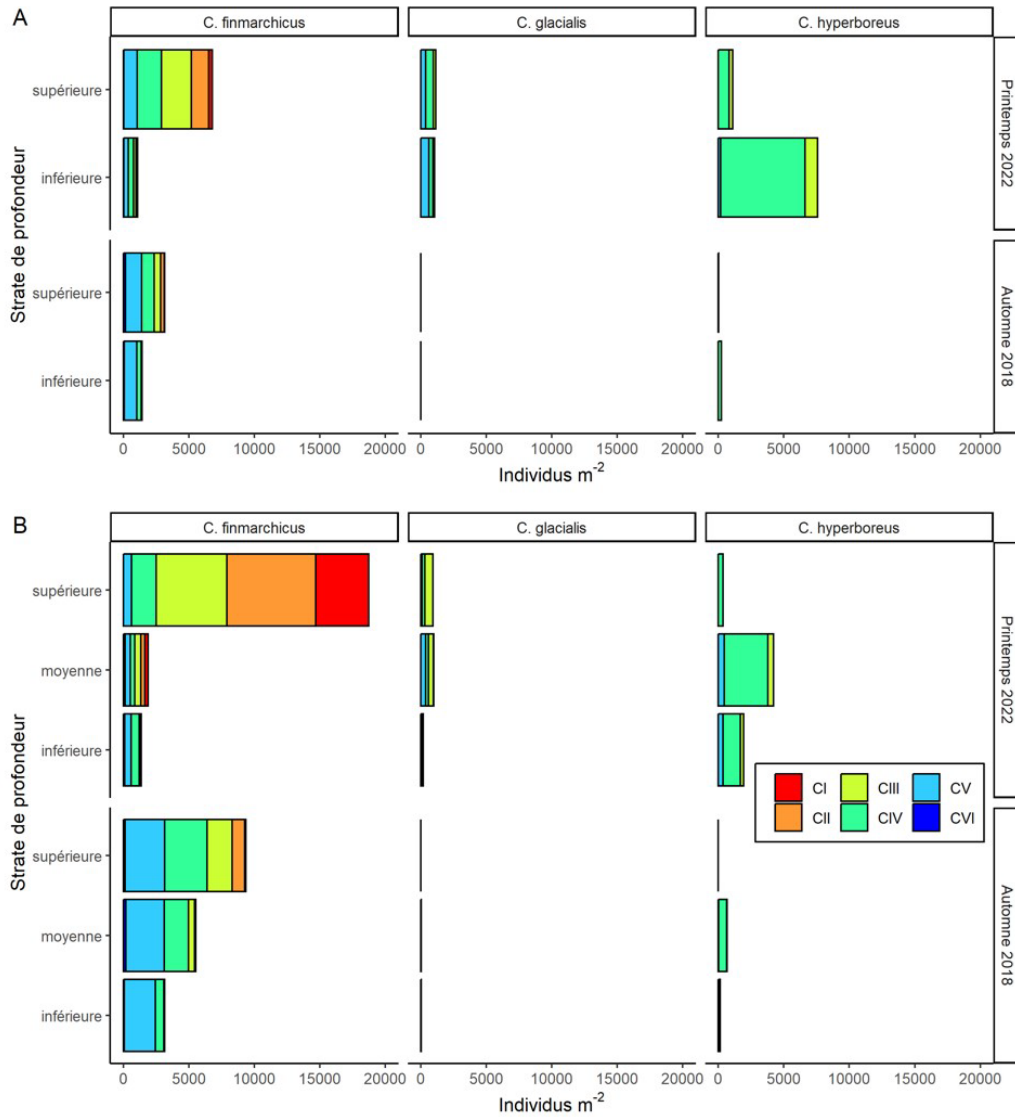 A
C. finmarchicus C. glacialis C. hyperboreus
Strate de profondeur
supérieure
inférieure
Printemps 2022
supérieure
inférieure
Automne 2018
0 5000 10000 15000 20000 0 5000 10000 15000 20000 0 5000 10000 15000 20000
Individus m⁻²
B
C. finmarchicus C. glacialis C. hyperboreus
Strate de profondeur
supérieure
moyenne
inférieure
Printemps 2022
CI CIII CV
CII CIV CVI
supérieure
moyenne
inférieure
Automne 2018
0 5000 10000 15000 20000 0 5000 10000 15000 20000 0 5000 10000 15000 20000
Individus m⁻²